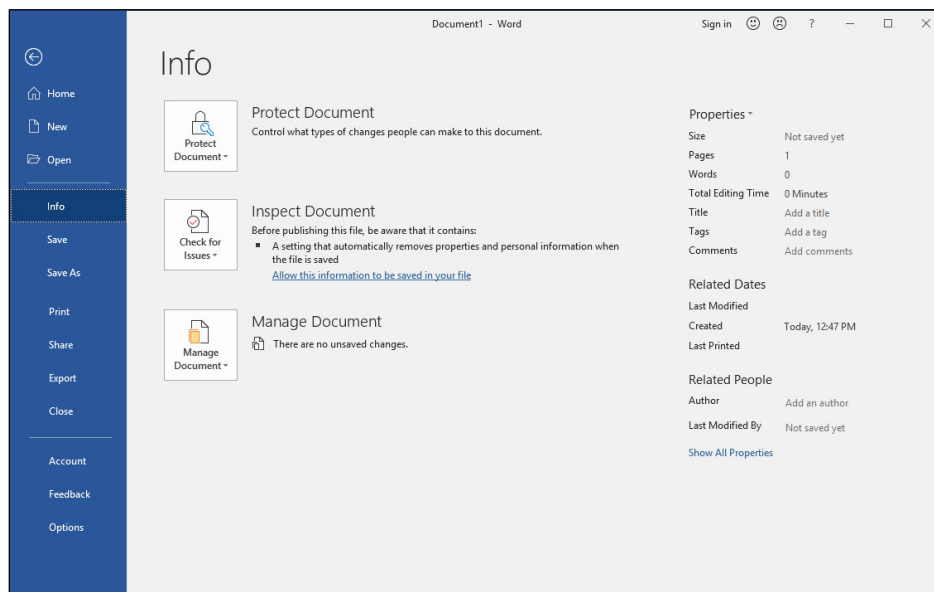 Document1 - Word
Sign in
?
Home
New
Open
Info
Save
Save As
Print
Share
Export
Close
Account
Feedback
Options
Info
Protect
Document
Protect Document
Control what types of changes people can make to this document.
Check for
Issues
Inspect Document
Before publishing this file, be aware that it contains:
A setting that automatically removes properties and personal information when
the file is saved
Allow this information to be saved in your file
Manage
Document
Manage Document
There are no unsaved changes.
Properties
Size Not saved yet
Pages 1
Words 0
Total Editing Time 0 Minutes
Title Add a title
Tags Add a tag
Comments Add comments
Related Dates
Last Modified
Created Today, 12:47 PM
Last Printed
Related People
Author Add an author
Last Modified By Not saved yet
Show All Properties